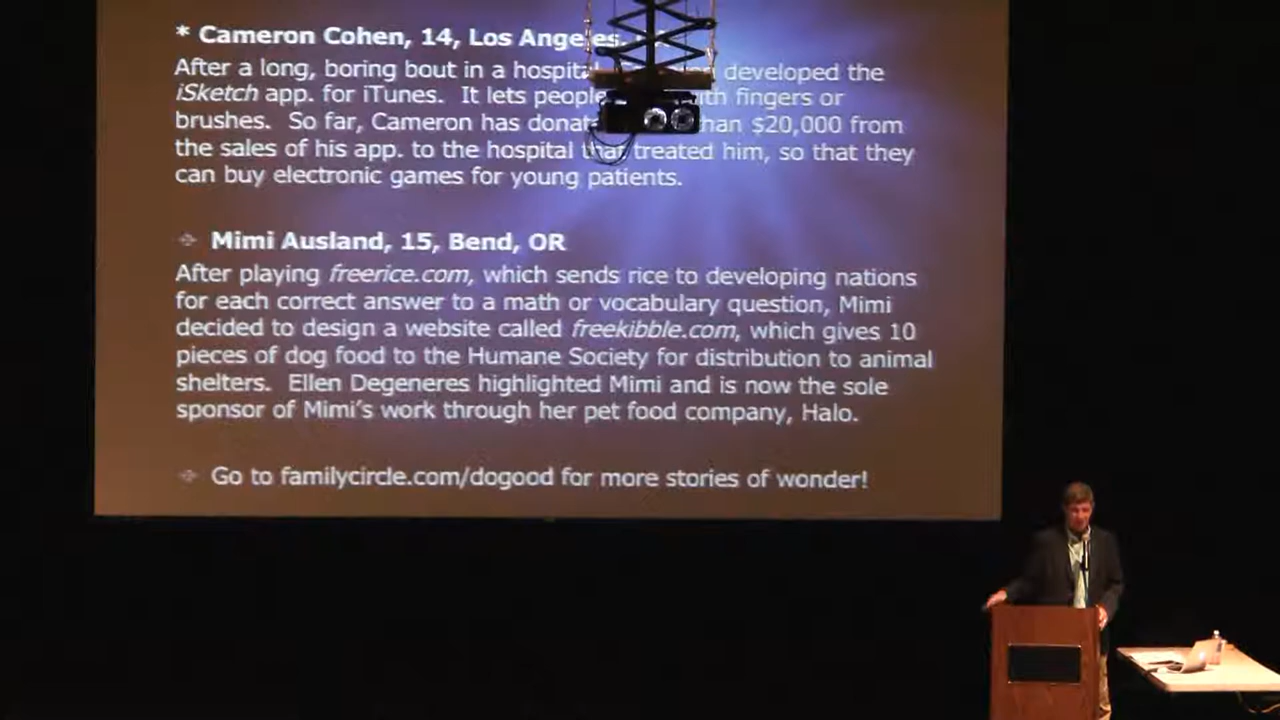 * Cameron Cohen, 14, Los Angeles,
After a long, boring bout in a hospital developed the
iSketch app. for iTunes. It lets people fingers or
brushes. So far, Cameron has than $20,000 from
the sales of his app. to the hospital that treated him, so that they
can buy electronic games for young patients.
Mimi Ausland, 15, Bend, OR
After playing freerice.com, which sends rice to developing nations
for each correct answer to a math or vocabulary question, Mimi
decided to design a website called freekibble.com, which gives 10
pieces of dog food to the Humane Society for distribution to animal
shelters. Ellen Degeneres highlighted Mimi and is now the sole
sponsor of Mimi's work through her pet food company, Halo.
Go to familycircle.com/dogood for more stories of wonder!